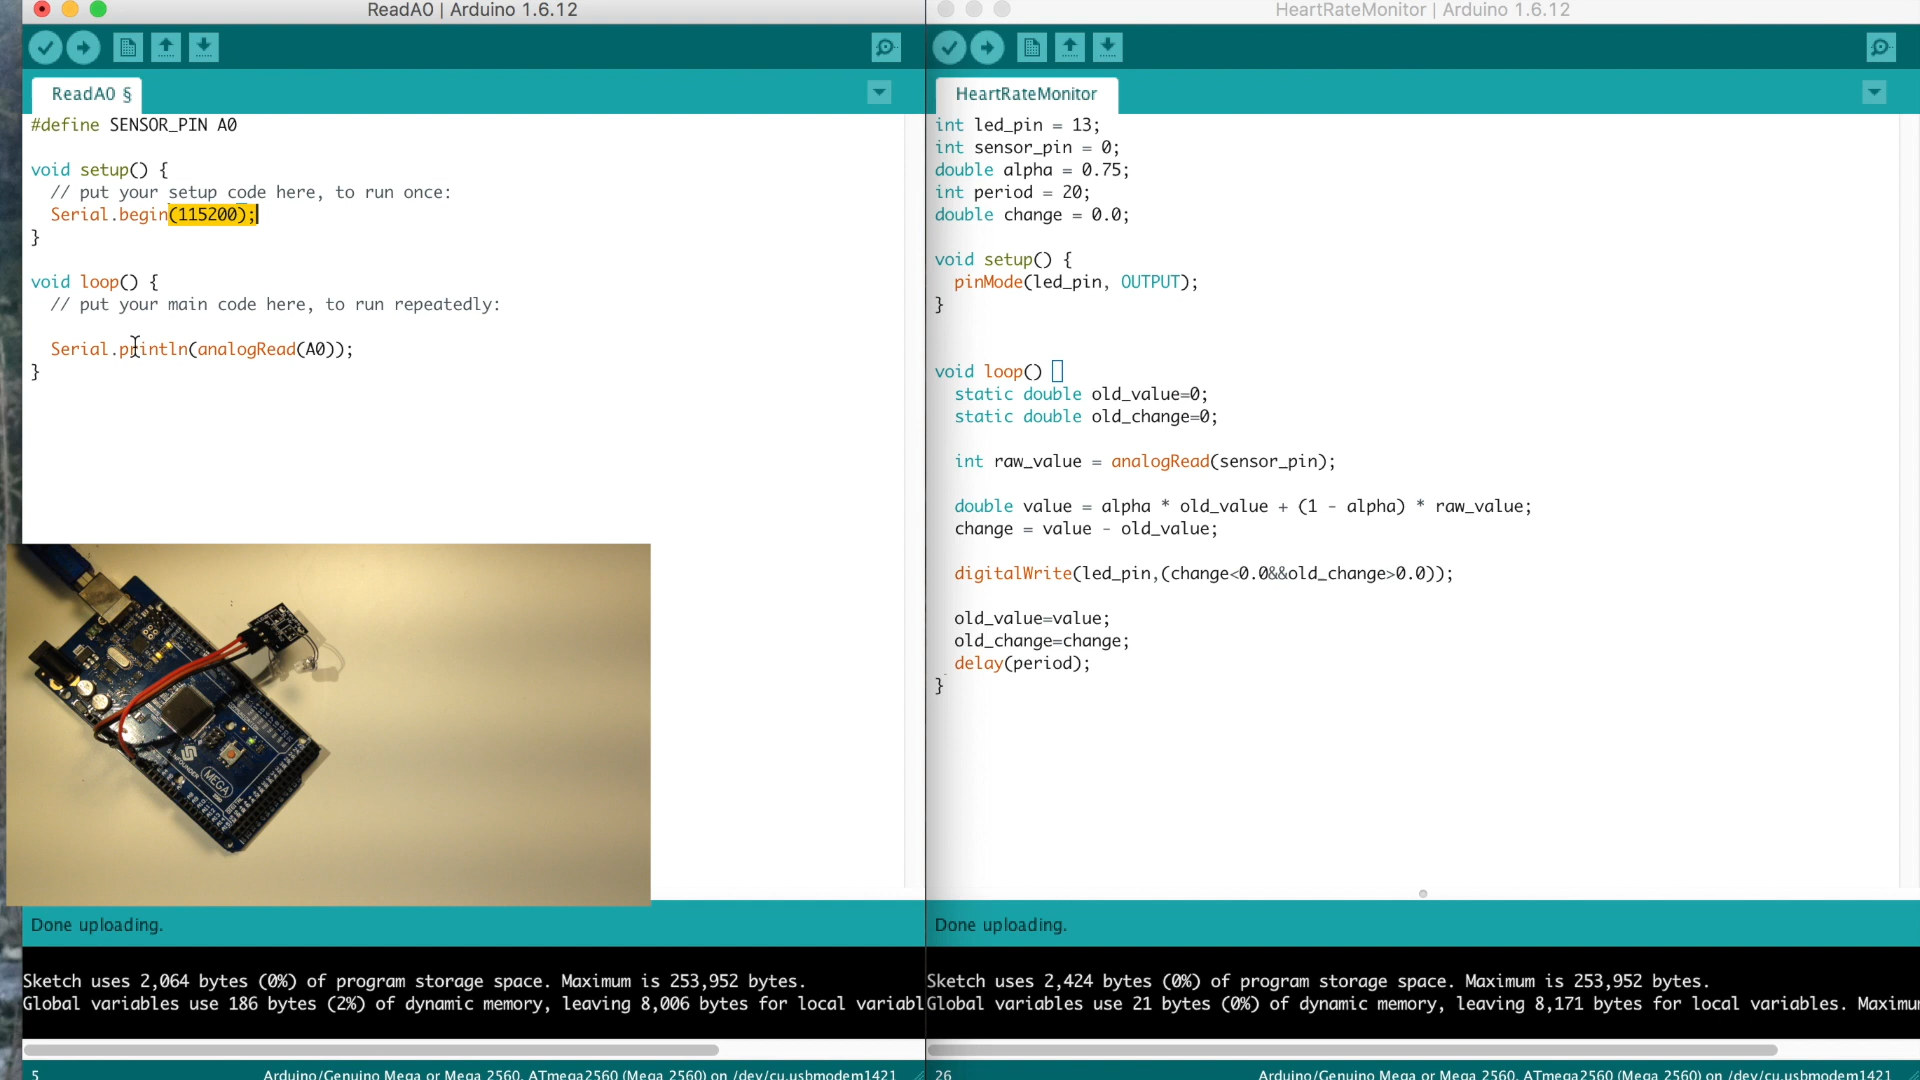 ReadA0 | Arduino 1.6.12
ReadA0 §
#define SENSOR_PIN A0
void setup() {
// put your setup code here, to run once:
Serial.begin(115200);
}
void loop() {
// put your main code here, to run repeatedly:
Serial.println(analogRead(A0));
}
MEGA
Done uploading.
Sketch uses 2,064 bytes (0%) of program storage space. Maximum is 253,952 bytes.
Global variables use 186 bytes (2%) of dynamic memory, leaving 8,006 bytes for local variabl
5
Arduino/Genuino Mega or Mega 2560, ATmega2560 (Mega 2560) on /dev/cu.usbmodem1421
HeartRateMonitor | Arduino 1.6.12
HeartRateMonitor
int led_pin = 13;
int sensor_pin = 0;
double alpha = 0.75;
int period = 20;
double change = 0.0;
void setup() {
pinMode(led_pin, OUTPUT);
}
void loop() 
static double old_value=0;
static double old_change=0;
int raw_value = analogRead(sensor_pin);
double value = alpha * old_value + (1 - alpha) * raw_value;
change = value - old_value;
digitalWrite(led_pin,(change<0.0&&old_change>0.0));
old_value=value;
old_change=change;
delay(period);
}
Done uploading.
Sketch uses 2,424 bytes (0%) of program storage space. Maximum is 253,952 bytes.
Global variables use 21 bytes (0%) of dynamic memory, leaving 8,171 bytes for local variables. Maximu
26
Arduino/Genuino Mega or Mega 2560, ATmega2560 (Mega 2560) on /dev/cu.usbmodem1421